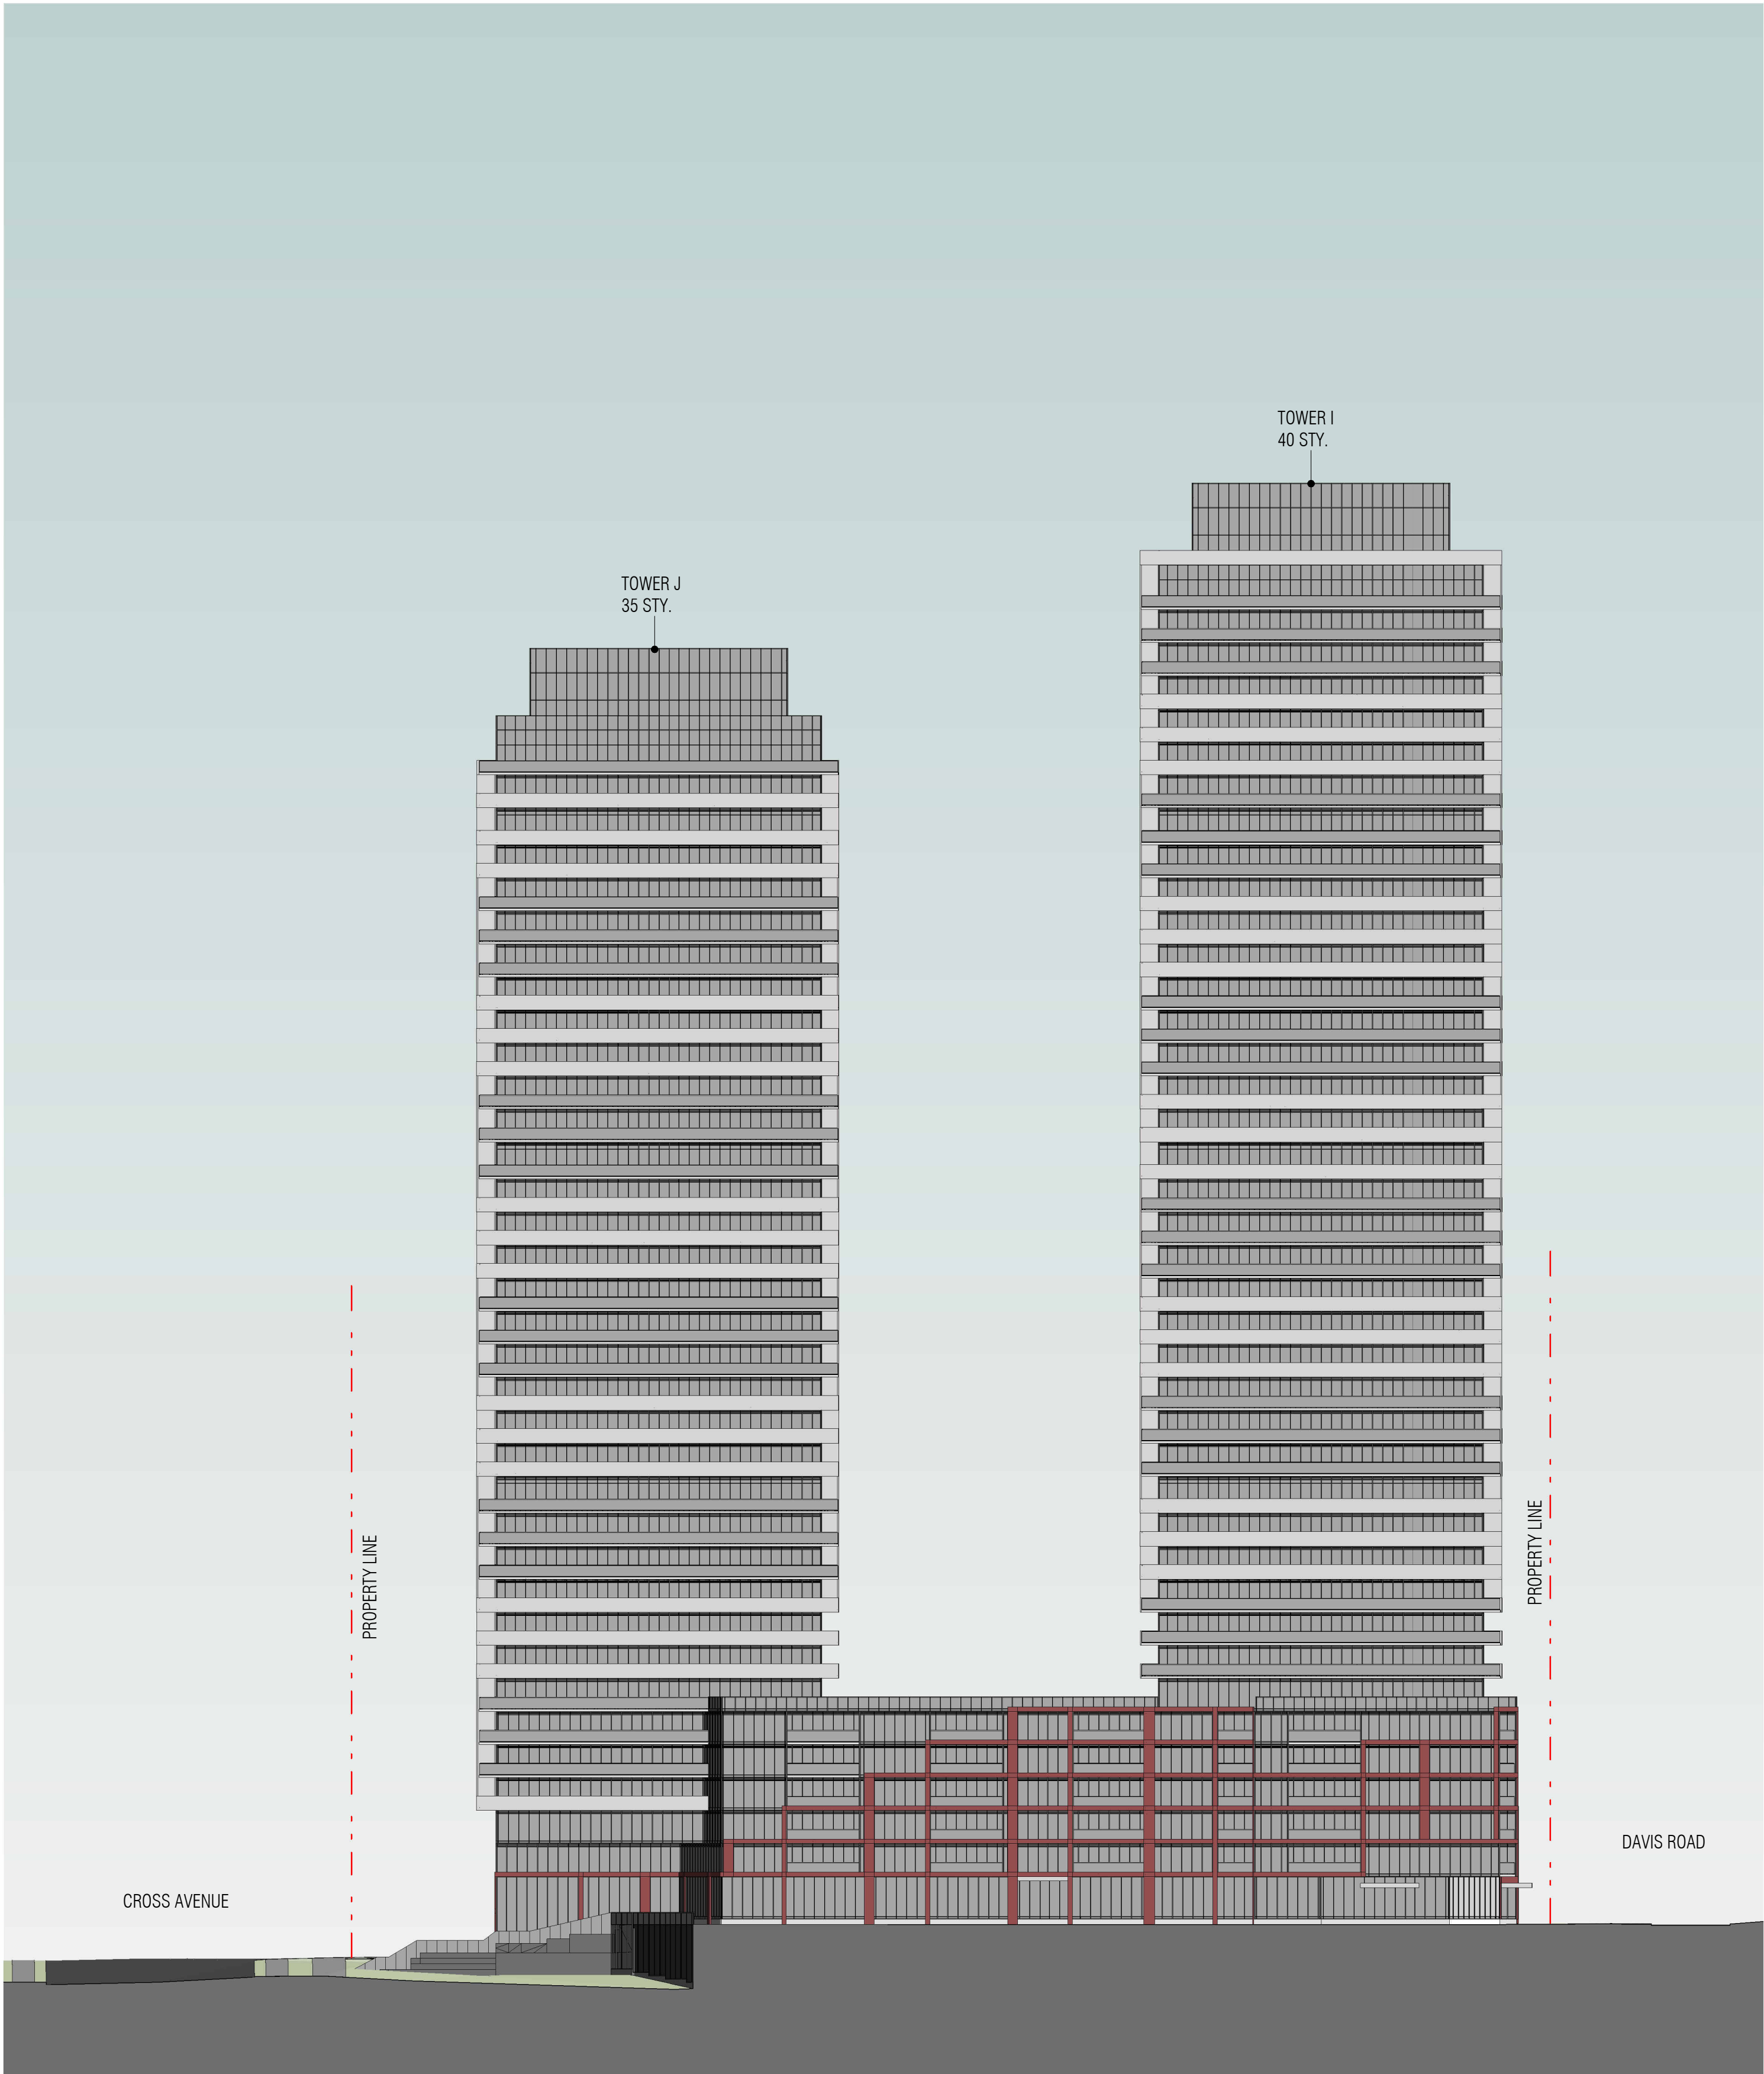 TOWER I
40 STY.
TOWER J
35 STY.
PROPERTY LINE
PROPERTY LINE
DAVIS ROAD
CROSS AVENUE